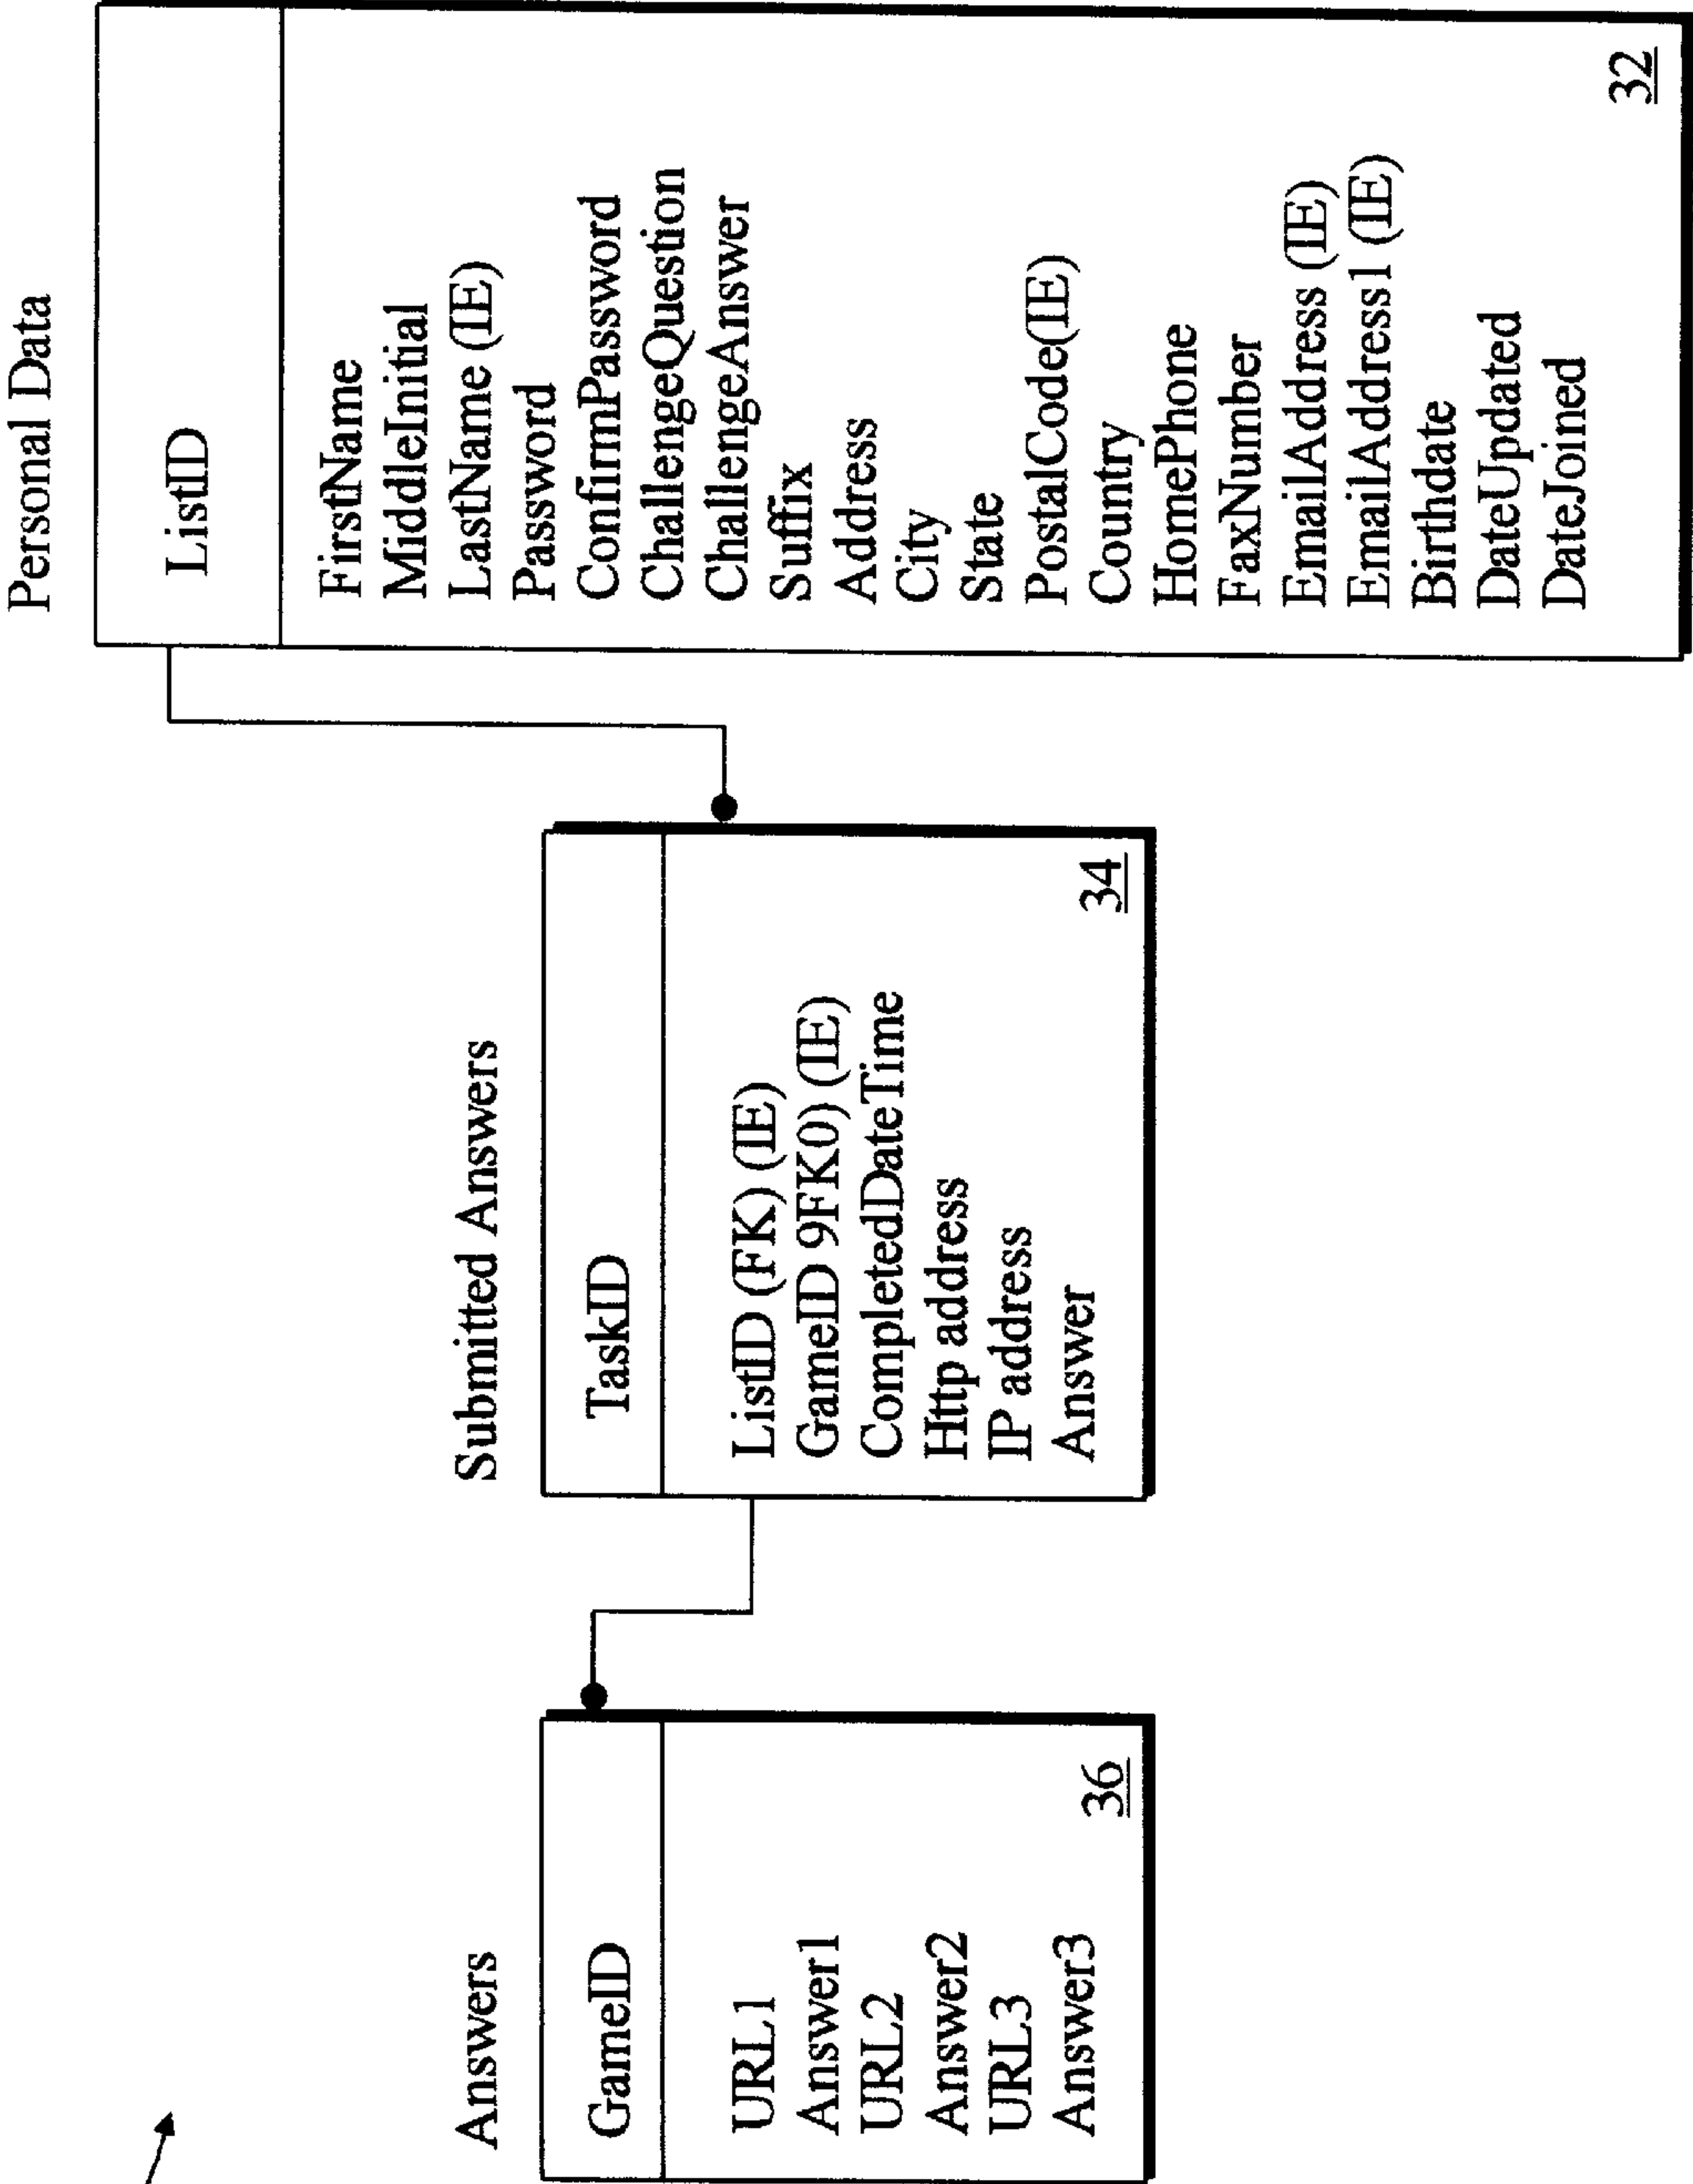 Answers
GameID
URL1
Answer1
URL2
Answer2
URL3
Answer3
36
Submitted Answers
TaskID
ListID (FK) (IE)
GameID 9FK0) (IE)
CompletedDateTime
Http address
IP address
Answer
34
Personal Data
ListID
FirstName
MiddleInitial
LastName (IE)
Password
ConfirmPassword
ChallengeQuestion
ChallengeAnswer
Suffix
Address
City
State
PostalCode(IE)
Country
HomePhone
FaxNumber
EmailAddress (IE)
EmailAddress1 (IE)
Birthdate
DateUpdated
DateJoined
32